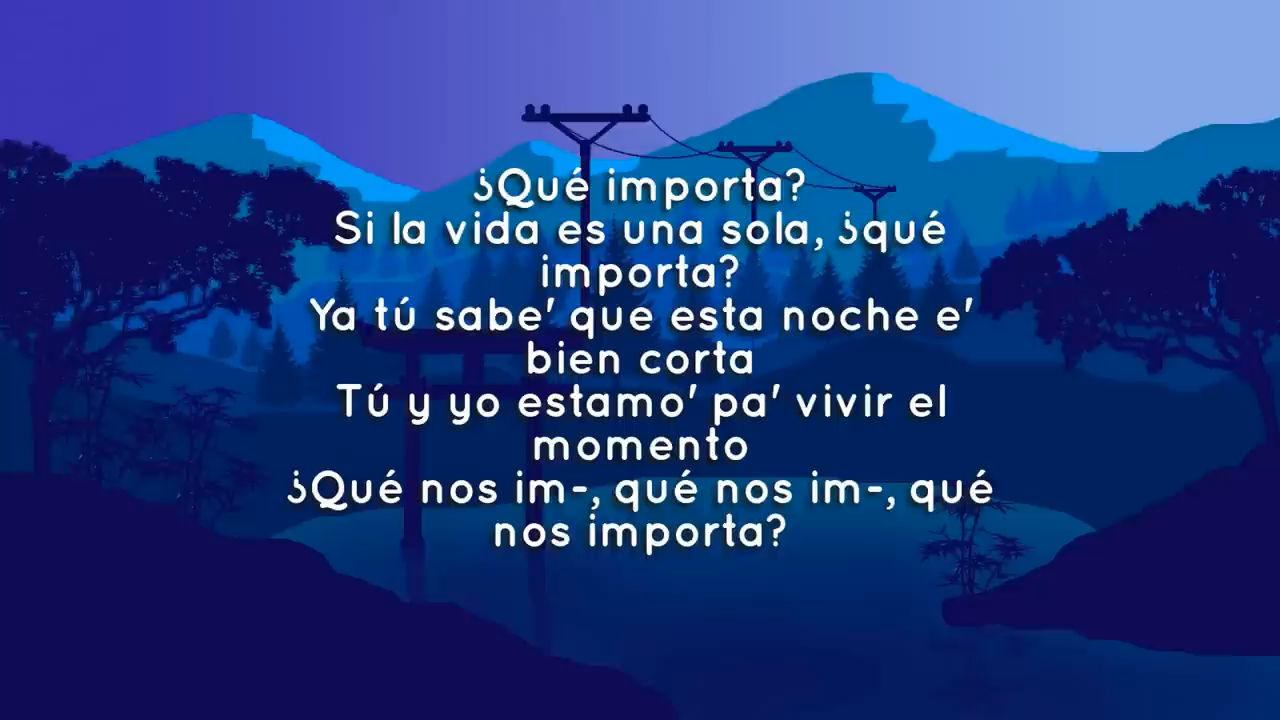 ¿Qué importa?
Si la vida es una sola, ¿qué
importa?
Ya tú sabe' que esta noche e'
bien corta
Tú y yo estamo' pa' vivir el
momento
¿Qué nos im-, qué nos im-, qué
nos importa?